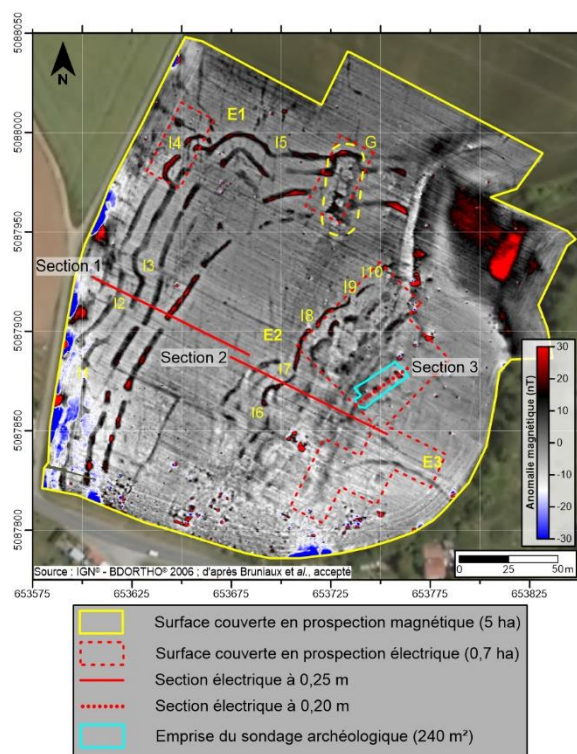 5088050
5088000
5087950
5087900
5087850
5087800
N
E1
I4
I5
G
Section 1
I3
I2
I10
I9
I8
E2
Section 2
I7
Section 3
I1
I6
E3
Anomalie magnétique (nT)
30
20
10
0
-10
-20
-30
0
25
50m
Source : IGN® - BDORTHO® 2006 ; d'après Bruniaux et al., accepté
653575
653625
653675
653725
653775
653825
Surface couverte en prospection magnétique (5 ha)
Surface couverte en prospection électrique (0,7 ha)
Section électrique à 0,25 m
Section électrique à 0,20 m
Emprise du sondage archéologique (240 m²)